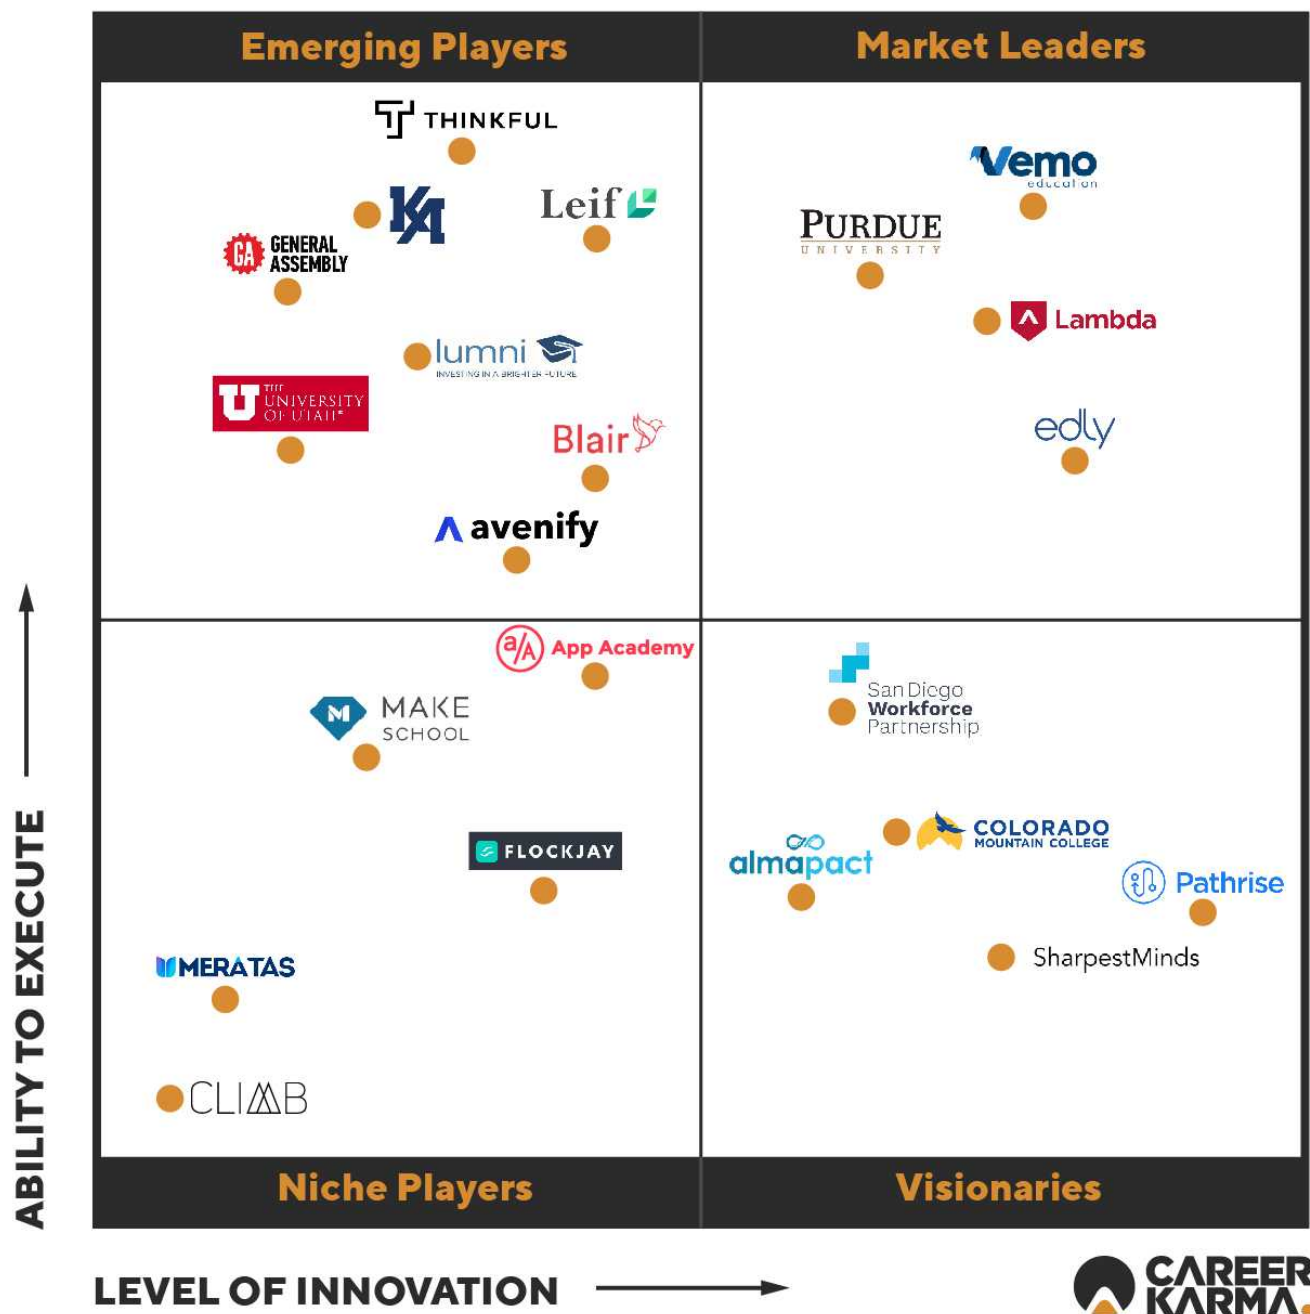 Emerging Players
Market Leaders
THINKFUL
KA
Leif
GA GENERAL
ASSEMBLY
lumni
INVESTING IN A BRIGHTER FUTURE
U THE
UNIVERSITY
OF UTAH®
Blair
avenify
Vemo
education
PURDUE
UNIVERSITY
Lambda
edly
a/A App Academy
M MAKE
SCHOOL
FLOCKJAY
MERATAS
CLIMB
San Diego
Workforce
Partnership
COLORADO
MOUNTAIN COLLEGE
almapact
Pathrise
SharpestMinds
Niche Players
Visionaries
ABILITY TO EXECUTE
LEVEL OF INNOVATION
CAREER
KARMA